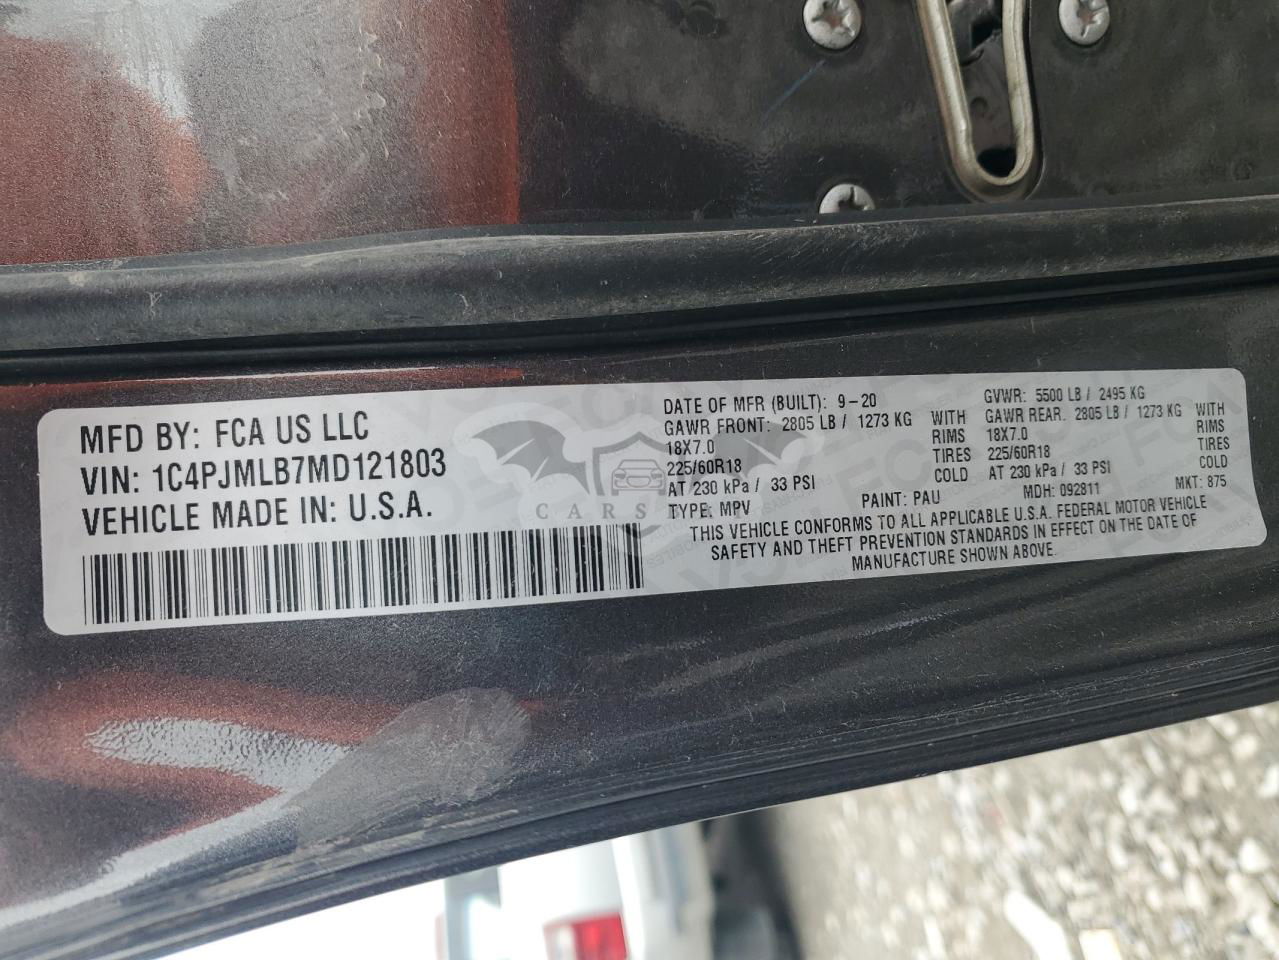 MFD BY: FCA US LLC
VIN: 1C4PJMLB7MD121803
VEHICLE MADE IN: U.S.A.
DATE OF MFR (BUILT): 9-20
GAWR FRONT: 2805 LB / 1273 KG WITH
18X7.0 RIMS
225/60R18 TIRES
AT 230 kPa / 33 PSI COLD
TYPE: MPV
PAINT: PAU
GVWR: 5500 LB / 2495 KG
GAWR REAR: 2805 LB / 1273 KG WITH
18X7.0 RIMS
225/60R18 TIRES
AT 230 kPa / 33 PSI COLD
MDH: 092811
MKT: 875
THIS VEHICLE CONFORMS TO ALL APPLICABLE U.S.A. FEDERAL MOTOR VEHICLE
SAFETY AND THEFT PREVENTION STANDARDS IN EFFECT ON THE DATE OF
MANUFACTURE SHOWN ABOVE.
CARS